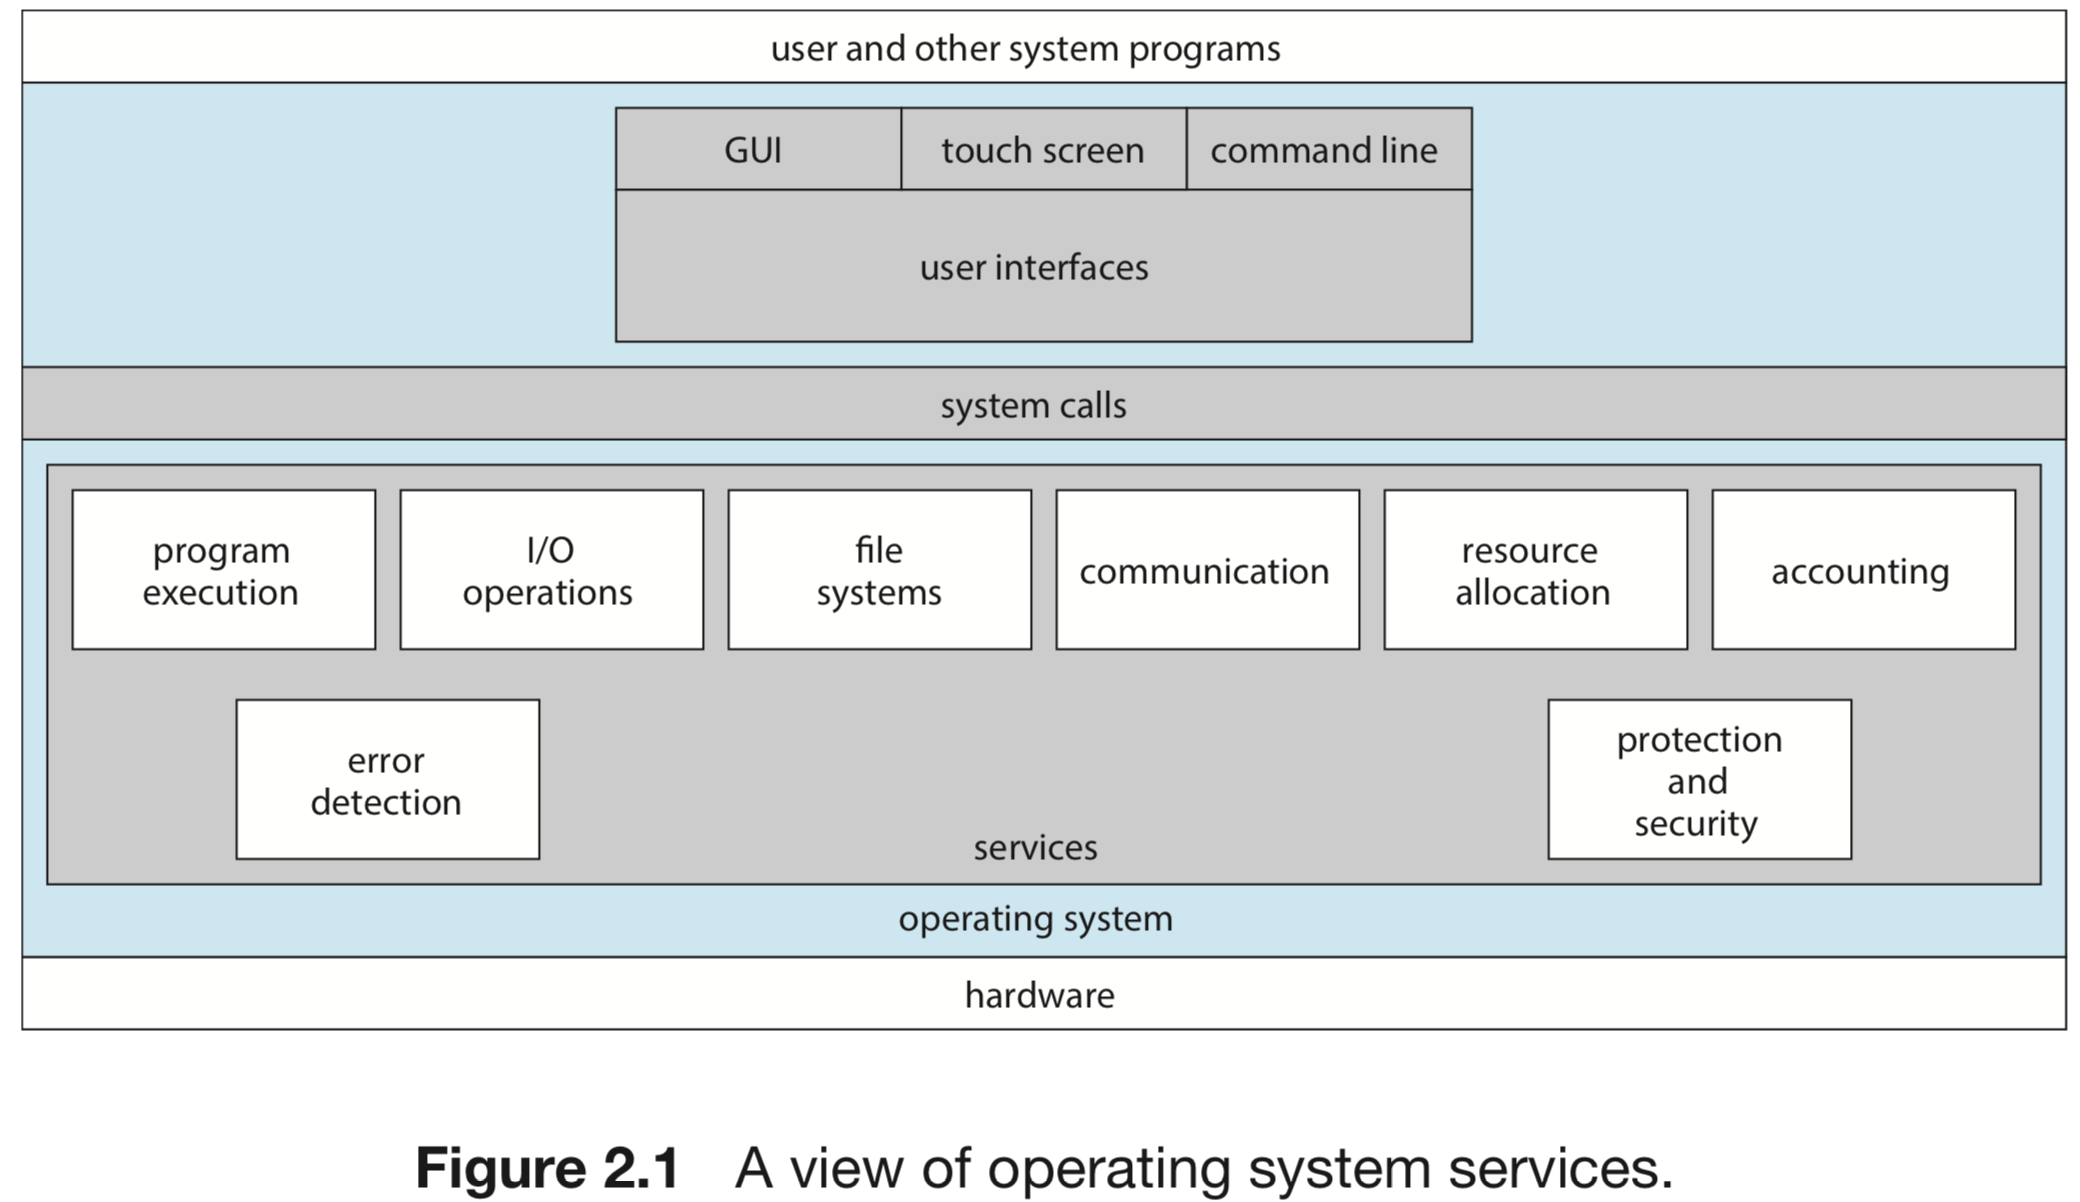 user and other system programs
GUI
touch screen
command line
user interfaces
system calls
program
execution
I/O
operations
file
systems
communication
resource
allocation
accounting
error
detection
protection
and
security
services
operating system
hardware
Figure 2.1 A view of operating system services.